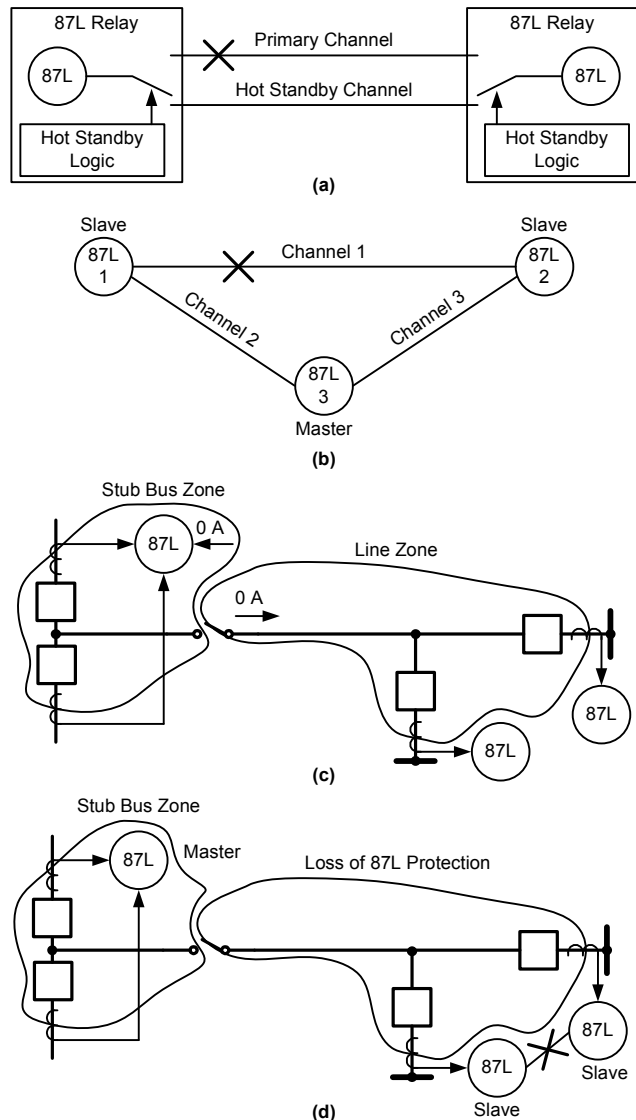 87L Relay
87L Relay
Primary Channel
87L
87L
Hot Standby Channel
Hot Standby
Logic
Hot Standby
Logic
(a)
Slave
Slave
87L
1
Channel 1
87L
2
Channel 2
Channel 3
87L
3
Master
(b)
Stub Bus Zone
87L
0 A
Line Zone
0 A
87L
87L
(c)
Stub Bus Zone
87L
Master
Loss of 87L Protection
87L
87L
Slave
Slave
(d)